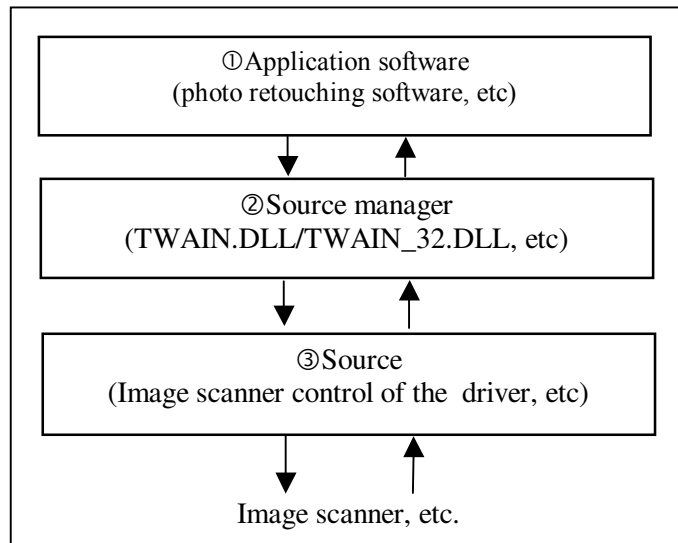 ①Application software
(photo retouching software, etc)
②Source manager
(TWAIN.DLL/TWAIN_32.DLL, etc)
③Source
(Image scanner control of the driver, etc)
Image scanner, etc.